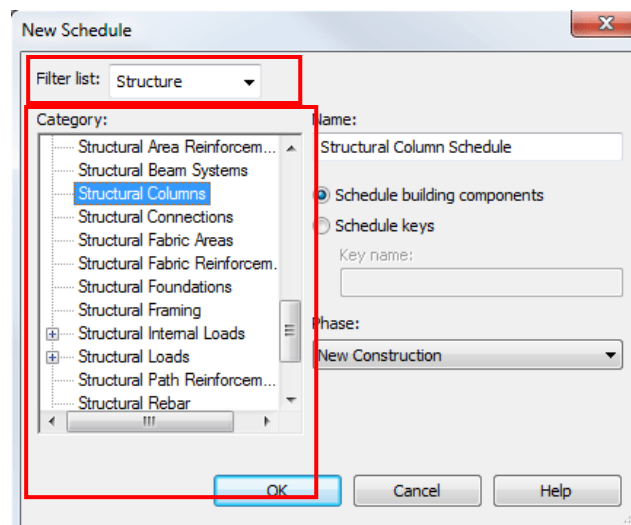 New Schedule
Filter list: Structure
Category:
Structural Area Reinforcem...
Structural Beam Systems
Structural Columns
Structural Connections
Structural Fabric Areas
Structural Fabric Reinforcem.
Structural Foundations
Structural Framing
Structural Internal Loads
Structural Loads
Structural Path Reinforcem...
Structural Rebar
Name:
Structural Column Schedule
Schedule building components
Schedule keys
Key name:
Phase:
New Construction
OK Cancel Help